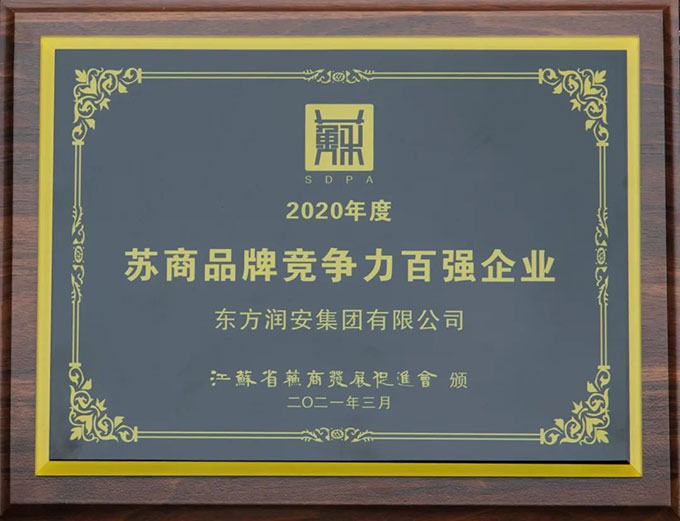 蘇
SDPA
2020年度
苏商品牌竞争力百强企业
东方润安集团有限公司
江蘇省蘇商發展促進會 颁
二〇二一年三月